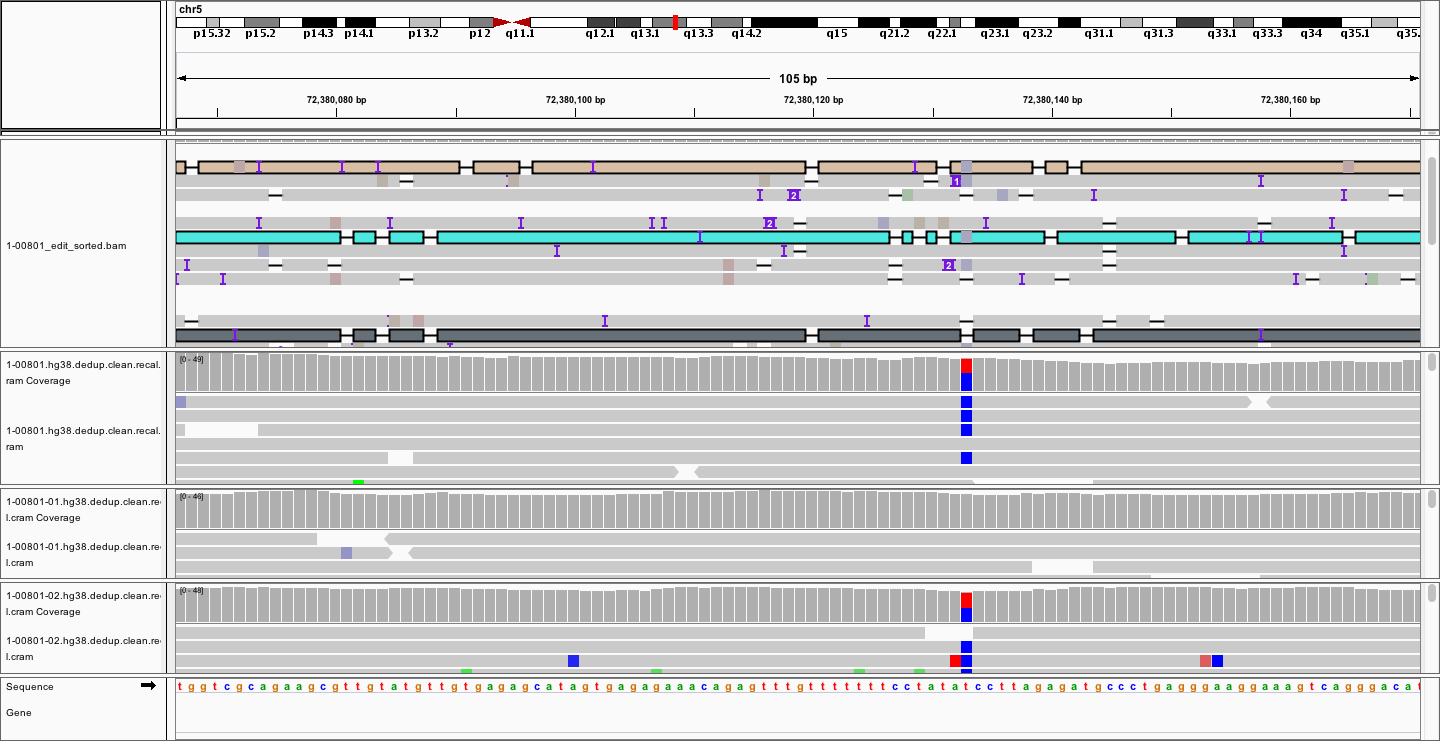 chr5
p15.32 p15.2 p14.3 p14.1 p13.2 p12 q11.1 q12.1 q13.1 q13.3 q14.2 q15 q21.2 q22.1 q23.1 q23.2 q31.1 q31.3 q33.1 q33.3 q34 q35.1 q35.
105 bp
72,380,080 bp 72,380,100 bp 72,380,120 bp 72,380,140 bp 72,380,160 bp
1
2
2
1-00801_edit_sorted.bam
2
[0 - 49]
1-00801.hg38.dedup.clean.recal.
ram Coverage
1-00801.hg38.dedup.clean.recal.
ram
[0 - 46]
1-00801-01.hg38.dedup.clean.re
l.cram Coverage
1-00801-01.hg38.dedup.clean.re
l.cram
[0 - 48]
1-00801-02.hg38.dedup.clean.re
l.cram Coverage
1-00801-02.hg38.dedup.clean.re
l.cram
Sequence t g g t c g c a g a a g c g t t g t a t g t t g t g a g a g c a t a g t g a g a g a a a c a g a g t t t g t t t t t t t c c t a t a t c c t t a g a g a t g c c c t g a g g g a a g g a a a g t c a g g g a c a t
Gene